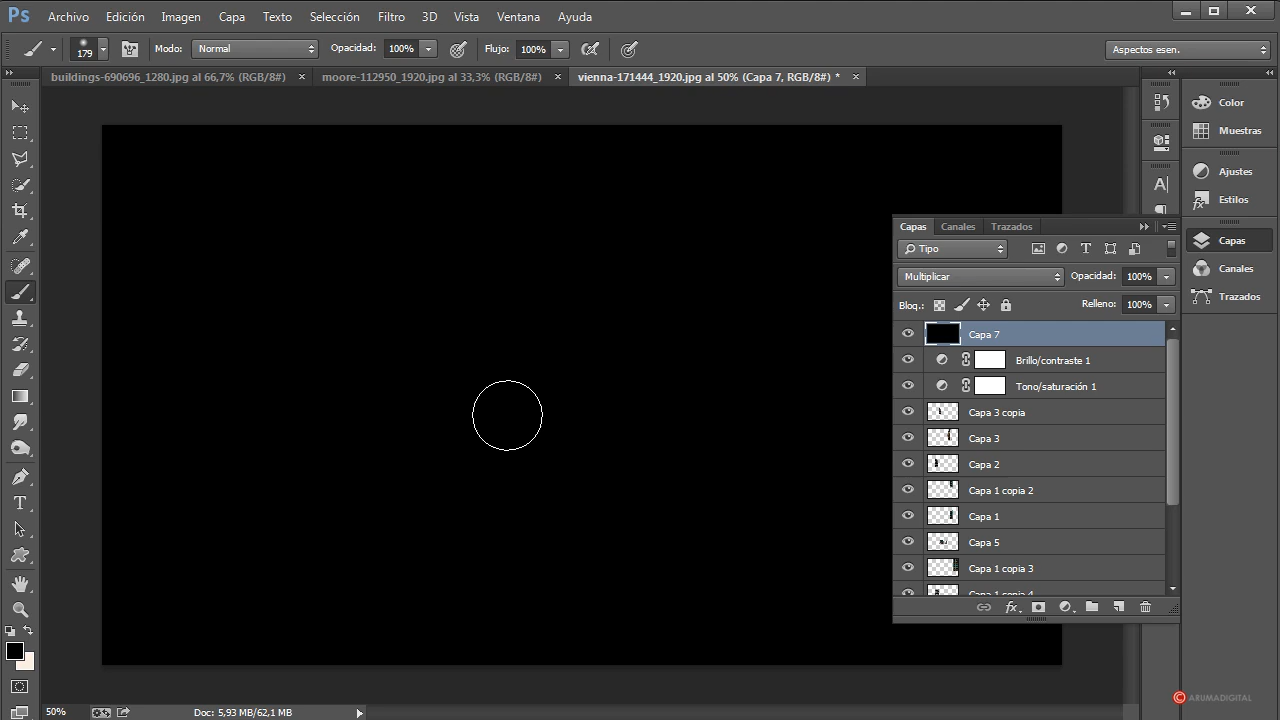 Ps Archivo Edición Imagen Capa Texto Selección Filtro 3D Vista Ventana Ayuda
179 Modo: Normal Opacidad: 100% Flujo: 100% Aspectos esen.
buildings-690696_1280.jpg al 66,7% (RGB/8#) moore-112950_1920.jpg al 33,3% (RGB/8#) vienna-171444_1920.jpg al 50% (Capa 7, RGB/8#) *
Color
Muestras
Ajustes
Estilos
Capas
Canales
Trazados
Capas Canales Trazados
Tipo
Multiplicar Opacidad: 100%
Bloq.: Relleno: 100%
Capa 7
Brillo/contraste 1
Tono/saturación 1
Capa 3 copia
Capa 3
Capa 2
Capa 1 copia 2
Capa 1
Capa 5
Capa 1 copia 3
Capa 1 copia 4
fx
© ARUMADIGITAL
50% Doc: 5,93 MB/62,1 MB